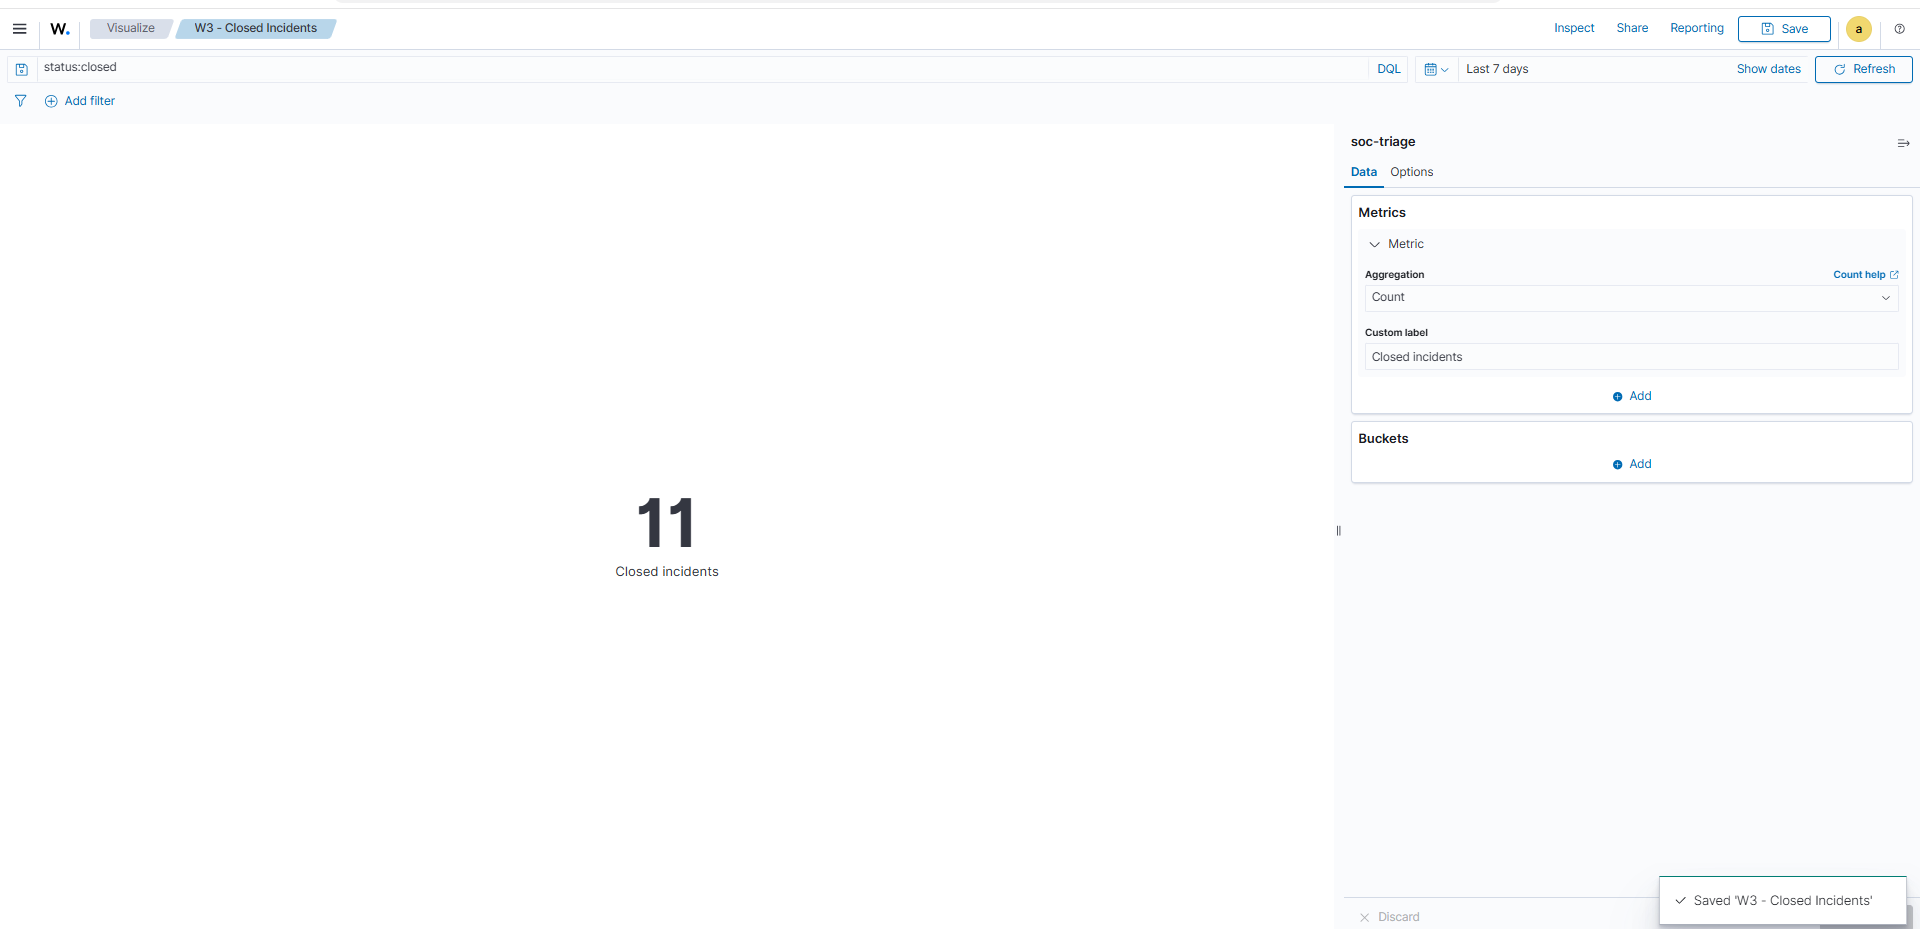 W. Visualize W3 - Closed Incidents Inspect Share Reporting Save a
status:closed DQL Last 7 days Show dates Refresh
Add filter
soc-triage
Data Options
Metrics
Metric
Aggregation Count help
Count
Custom label
Closed incidents
Add
Buckets
Add
11
Closed incidents
Discard
Saved 'W3 - Closed Incidents'